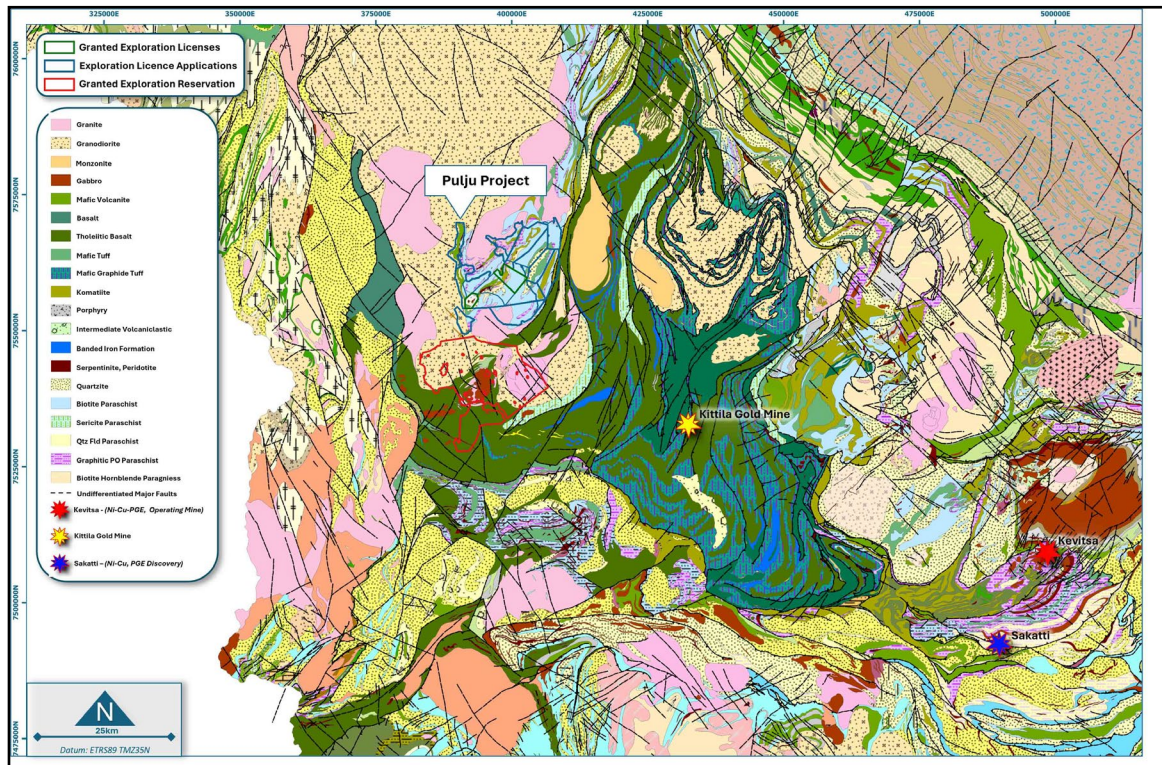 325000E 350000E 375000E 400000E 425000E 450000E 475000E 500000E
7600000N
7575000N
7550000N
7525000N
7500000N
7475000N
Granted Exploration Licenses
Exploration Licence Applications
Granted Exploration Reservation
Granite
Granodiorite
Monzonite
Gabbro
Mafic Volcanite
Basalt
Tholeiitic Basalt
Mafic Tuff
Mafic Graphide Tuff
Komatiite
Porphyry
Intermediate Volcaniclastic
Banded Iron Formation
Serpentinite, Peridotite
Quartzite
Biotite Paraschist
Sericite Paraschist
Qtz Fld Paraschist
Graphitic PO Paraschist
Biotite Hornblende Paragniess
Undifferentiated Major Faults
Kevitsa - (Ni-Cu-PGE, Operating Mine)
Kittila Gold Mine
Sakatti – (Ni-Cu, PGE Discovery)
Pulju Project
Kittila Gold Mine
Kevitsa
Sakatti
N
25km
Datum: ETRS89 TMZ35N